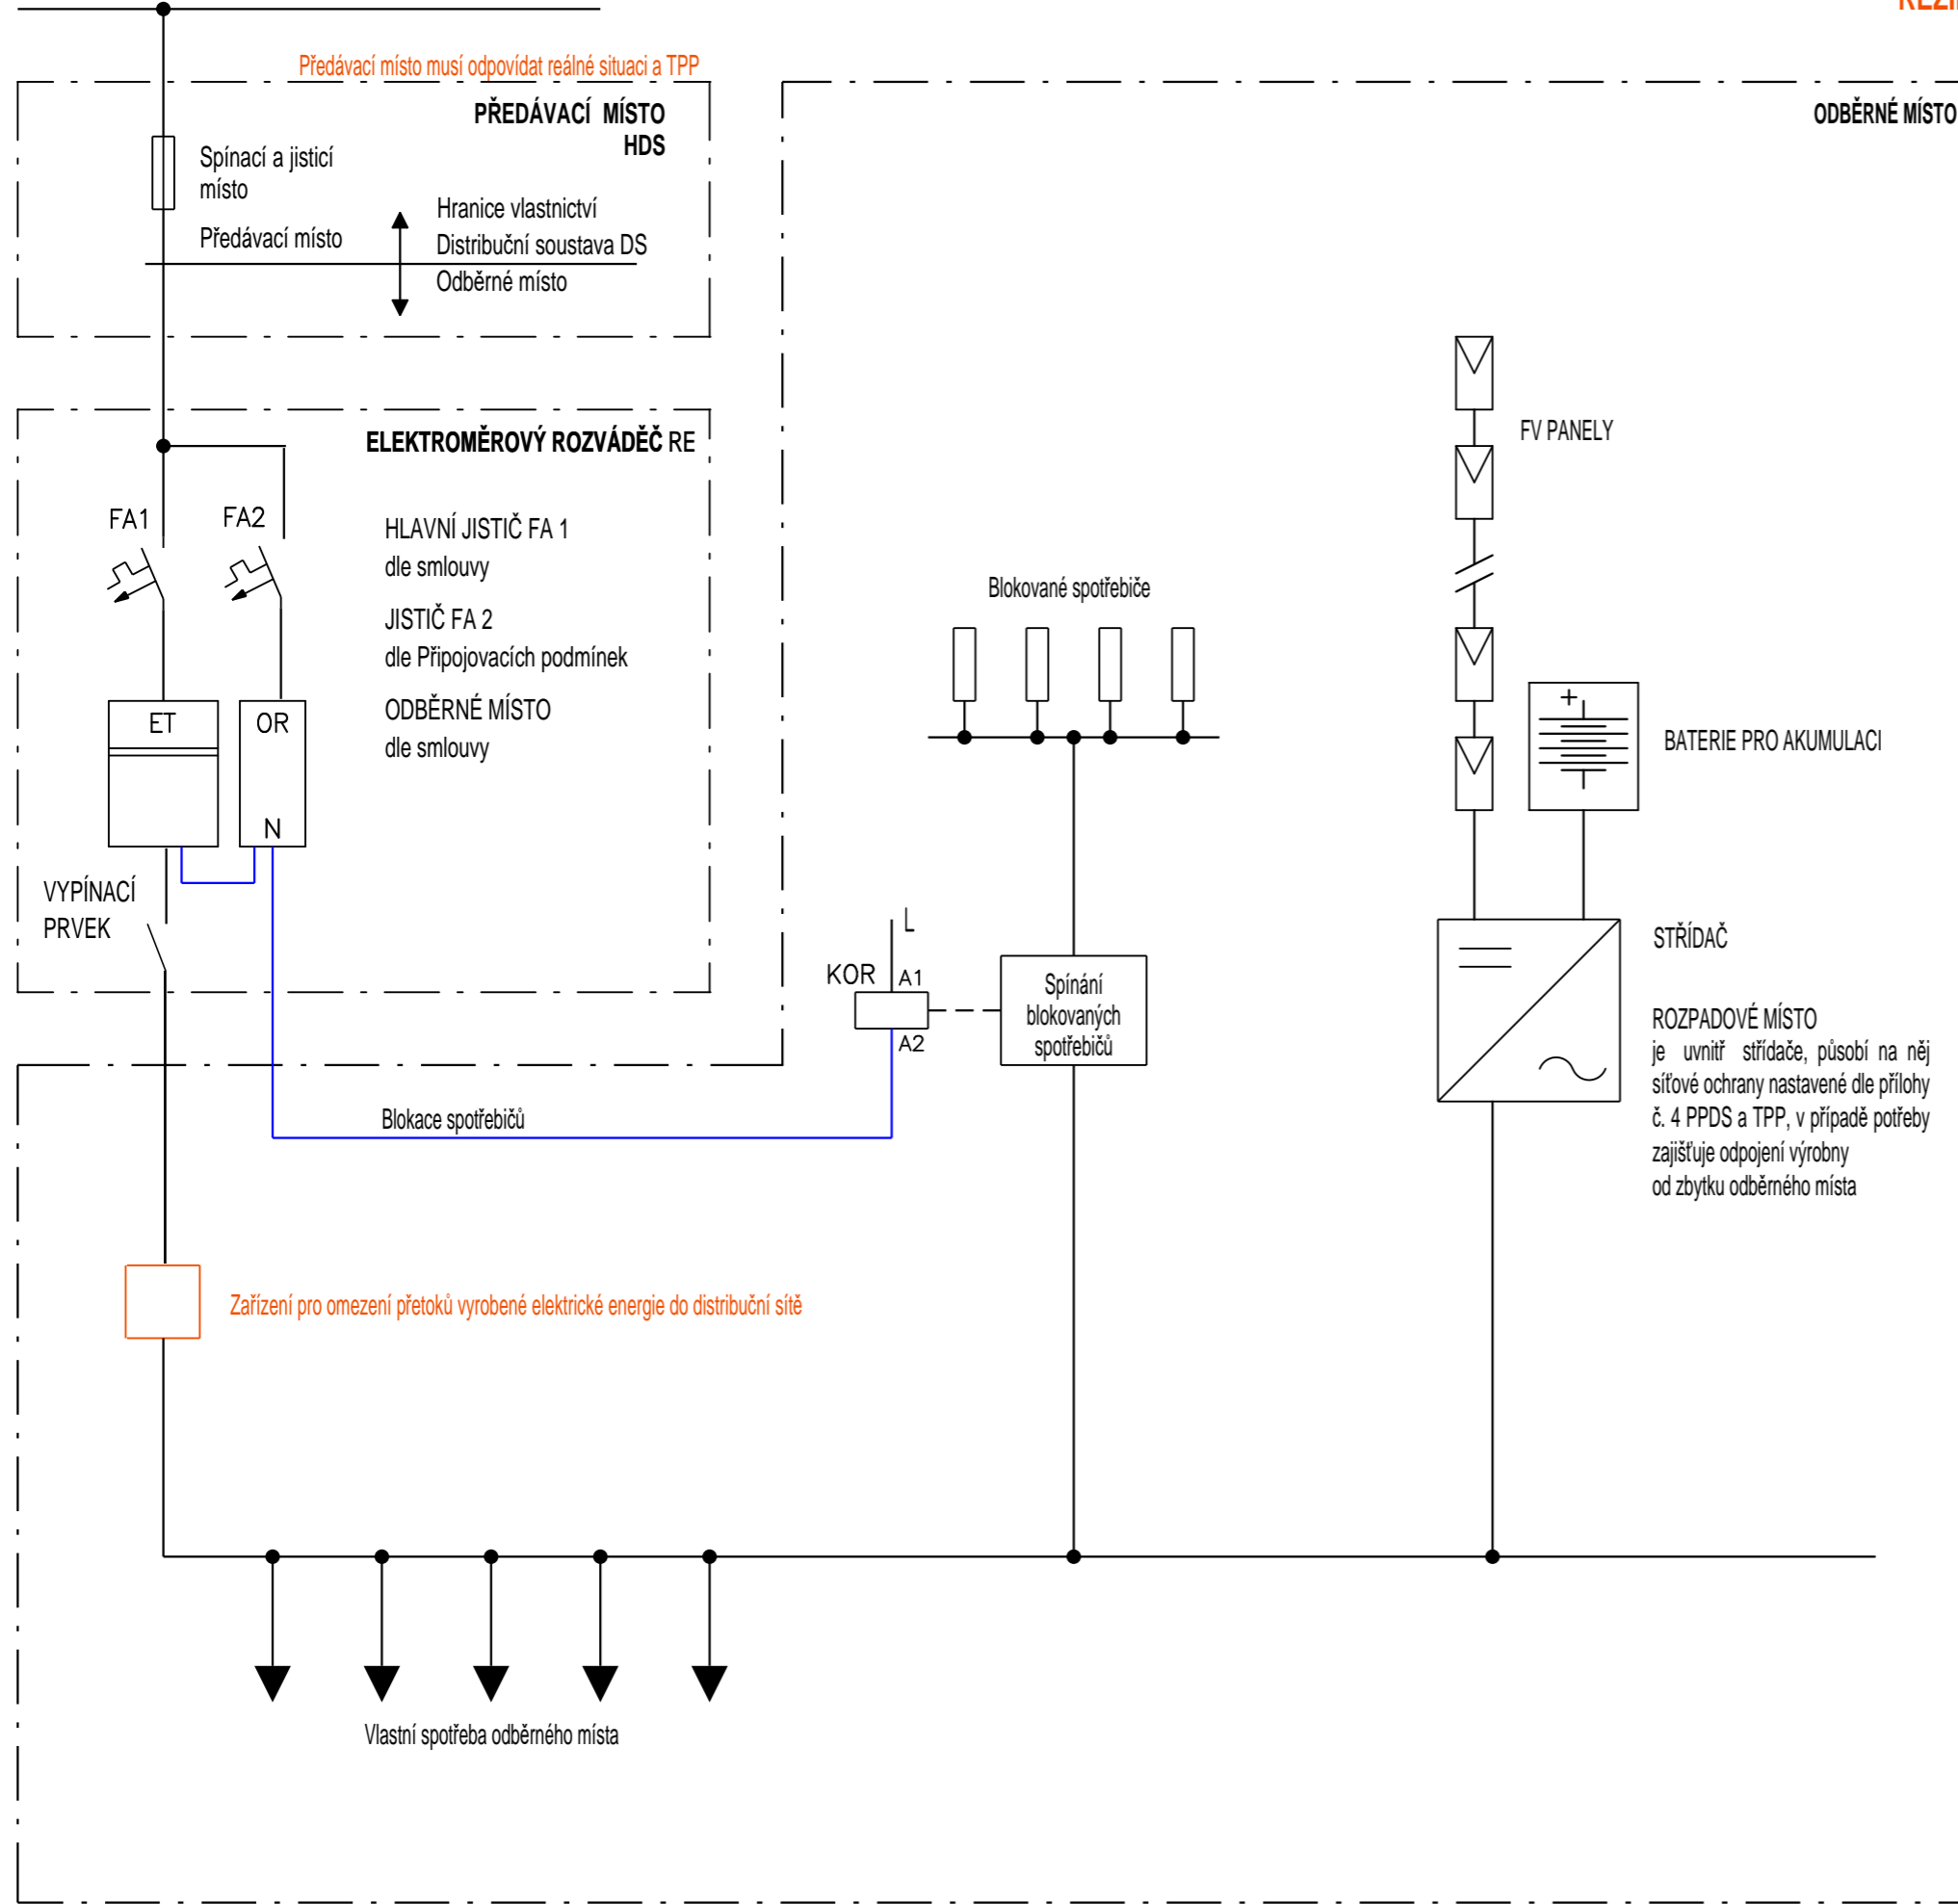 Předávací místo musí odpovídat reálné situaci a TPP
PŘEDÁVACÍ MÍSTO
HDS
ODBĚRNÉ MÍSTO
Spínací a jisticí
místo
Předávací místo
Hranice vlastnictví
Distribuční soustava DS
Odběrné místo
ELEKTROMĚROVÝ ROZVÁDĚČ RE
FA1
FA2
HLAVNÍ JISTIČ FA 1
dle smlouvy
JISTIČ FA 2
dle Připojovacích podmínek
ODBĚRNÉ MÍSTO
dle smlouvy
ET
OR
N
VYPÍNACÍ
PRVEK
FV PANELY
Blokované spotřebiče
+
BATERIE PRO AKUMULACI
L
KOR
A1
A2
Spínání
blokovaných
spotřebičů
STŘÍDAČ
ROZPADOVÉ MÍSTO
je uvnitř střídače, působí na něj
síťové ochrany nastavené dle přílohy
č. 4 PPDS a TPP, v případě potřeby
zajišťuje odpojení výrobny
od zbytku odběrného místa
Blokace spotřebičů
Zařízení pro omezení přetoků vyrobené elektrické energie do distribuční sítě
Vlastní spotřeba odběrného místa